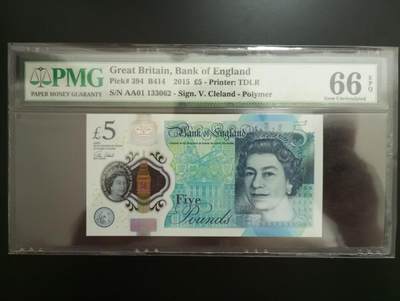 PMG
PAPER MONEY GUARANTY
Great Britain, Bank of England
Pick# 394 B414 2015 £5 - Printer: TDLR
S/N AA01 133062 - Sign. V. Cleland - Polymer
66 EPQ
Gem Uncirculated
£5
Bank of England
Five
Pounds